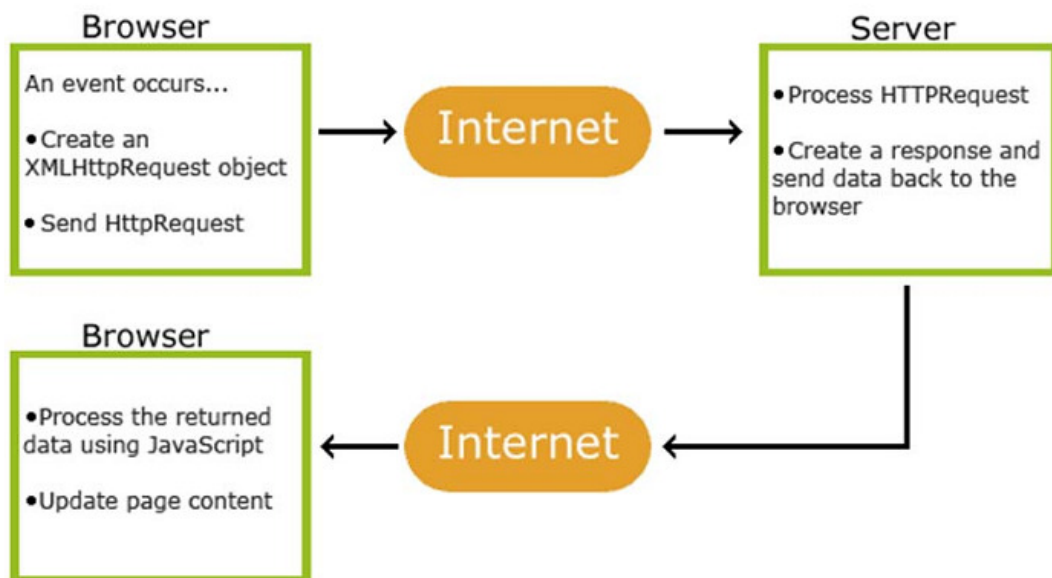 Browser
An event occurs...
•Create an
XMLHttpRequest object
• Send HttpRequest
Internet
Server
•Process HTTPRequest
•Create a response and
send data back to the
browser
Browser
•Process the returned
data using JavaScript
•Update page content
Internet